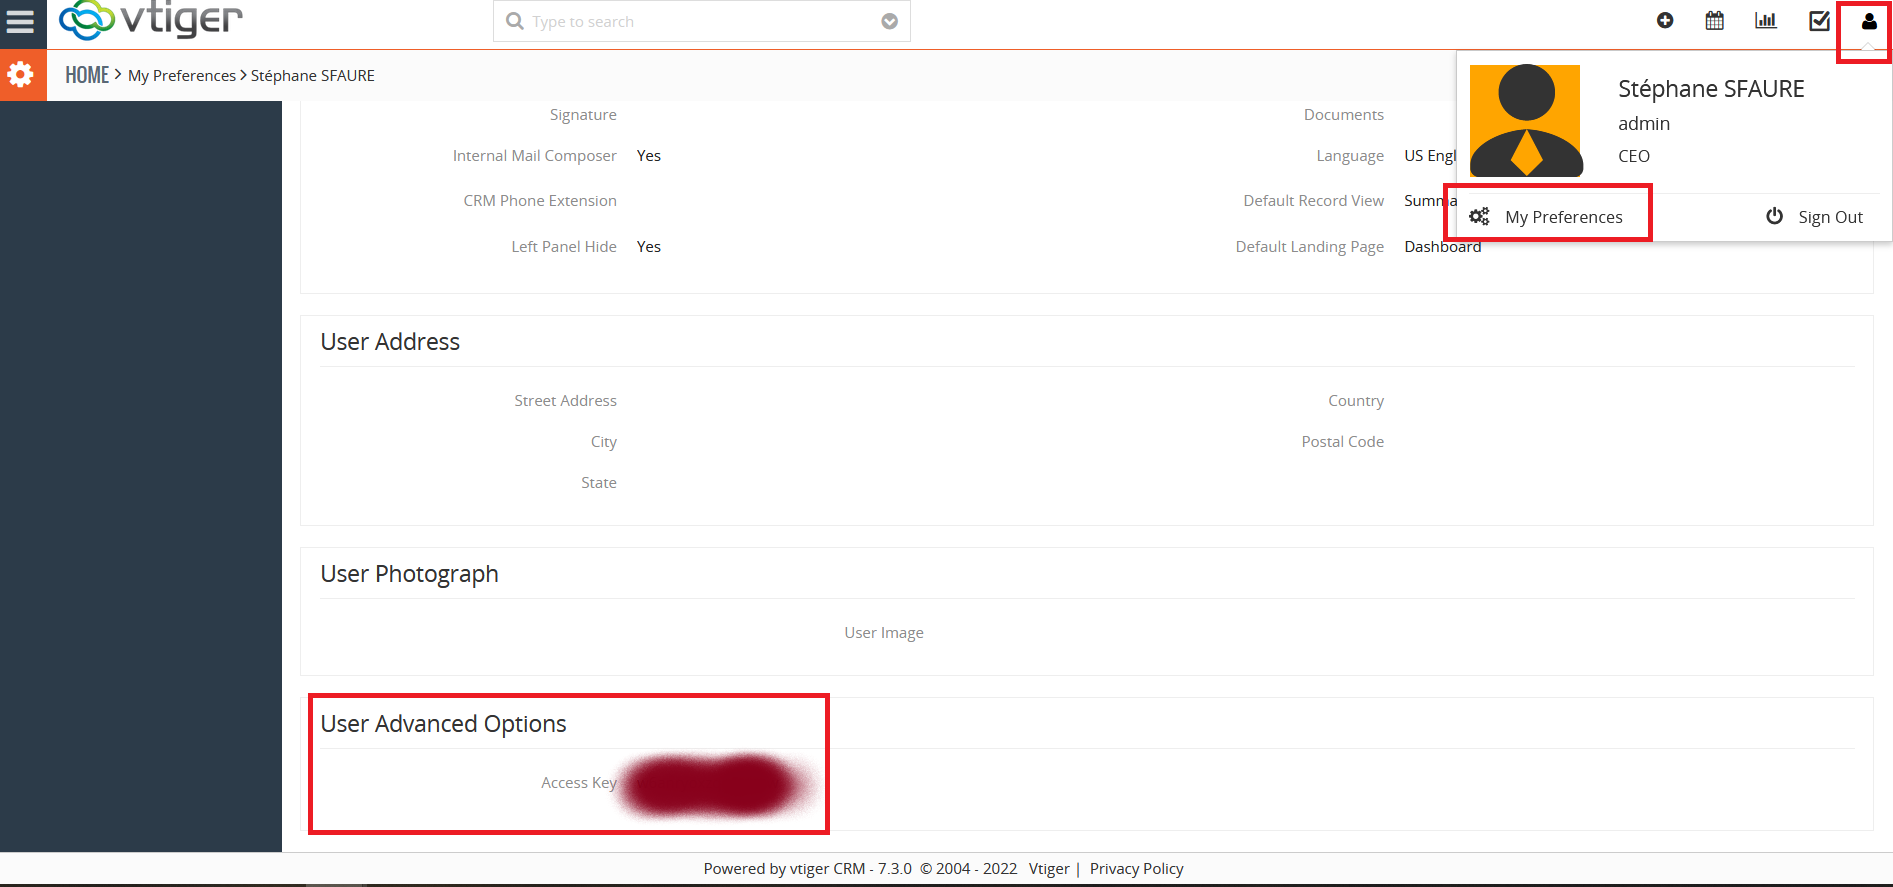 vtiger
Type to search
HOME > My Preferences > Stéphane SFAURE
Stéphane SFAURE
admin
CEO
My Preferences
Sign Out
Signature
Documents
Internal Mail Composer Yes
Language US Engl
CRM Phone Extension
Default Record View Summa
Left Panel Hide Yes
Default Landing Page Dashboard
User Address
Street Address
Country
City
Postal Code
State
User Photograph
User Image
User Advanced Options
Access Key
Powered by vtiger CRM - 7.3.0 © 2004 - 2022 Vtiger | Privacy Policy